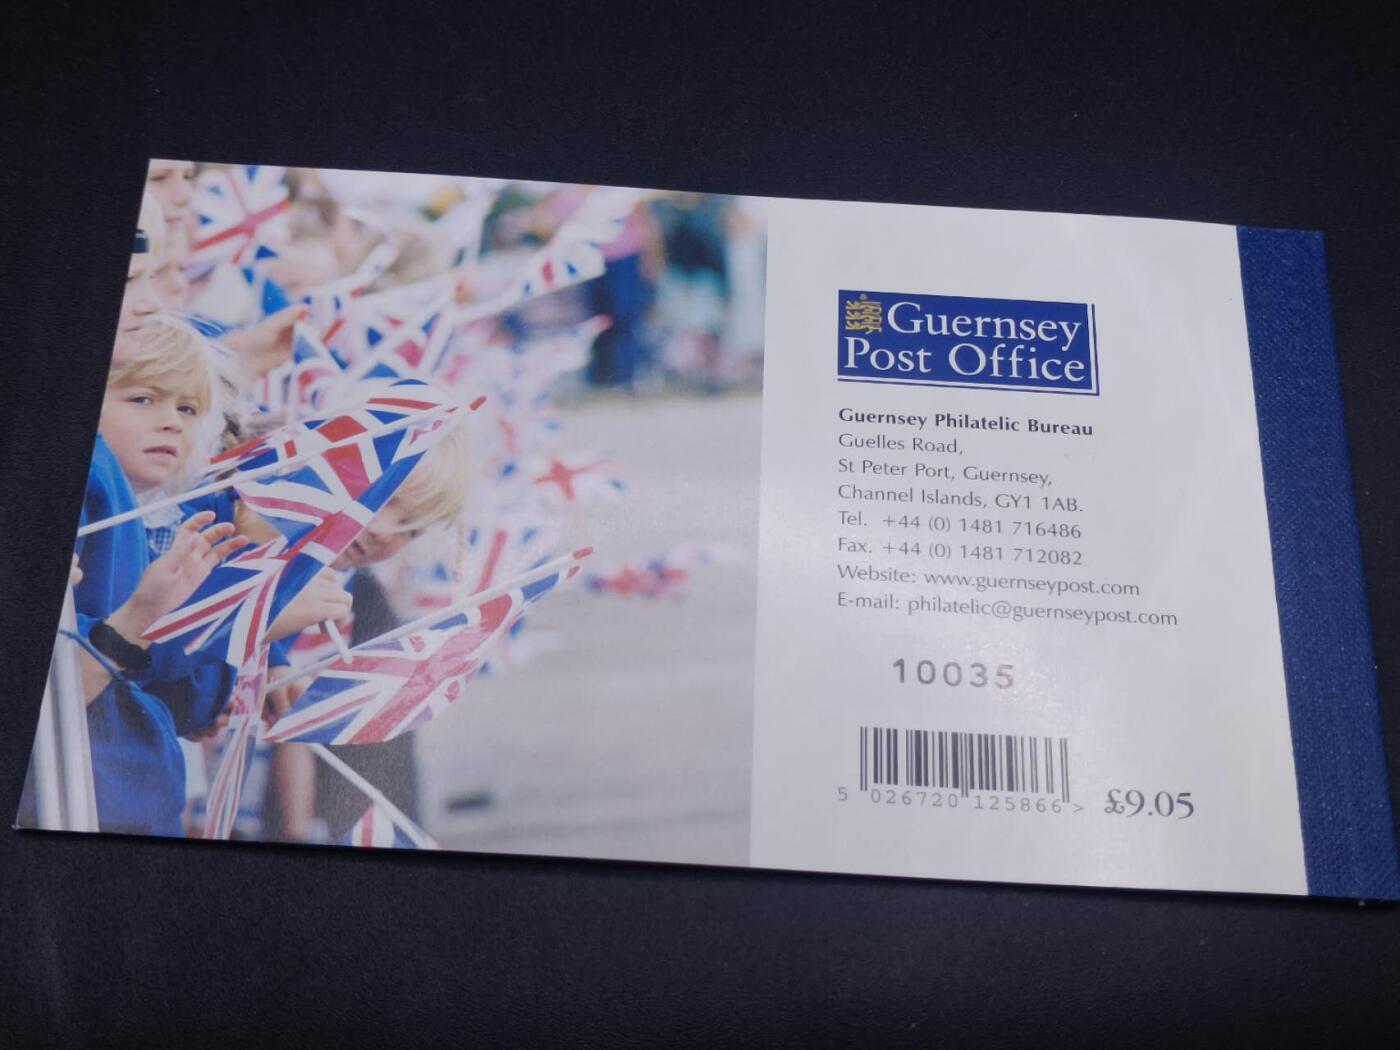 Guernsey
Post Office
Guernsey Philatelic Bureau
Guelles Road,
St Peter Port, Guernsey,
Channel Islands, GY1 1AB.
Tel. +44 (0) 1481 716486
Fax. +44 (0) 1481 712082
Website: www.guernseypost.com
E-mail: philatelic@guernseypost.com
10035
5 026720 125866 >
£9.05